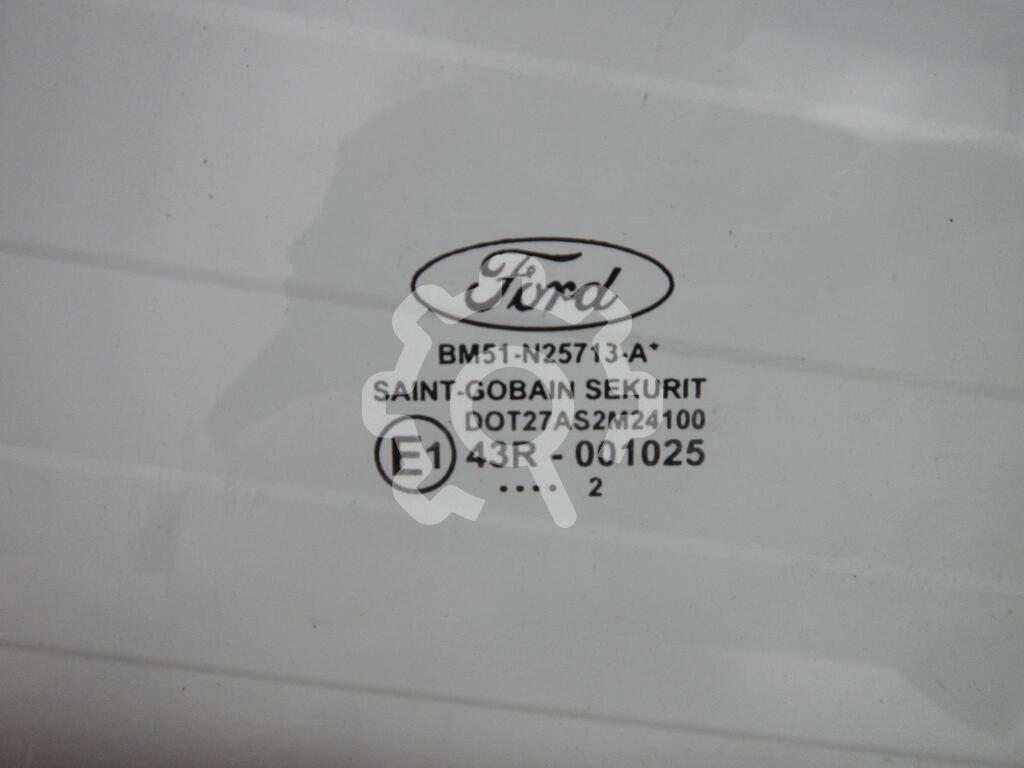 Ford
BM51-N25713-A*
SAINT-GOBAIN SEKURIT
DOT27AS2M24100
E1 43R - 001025
.... 2